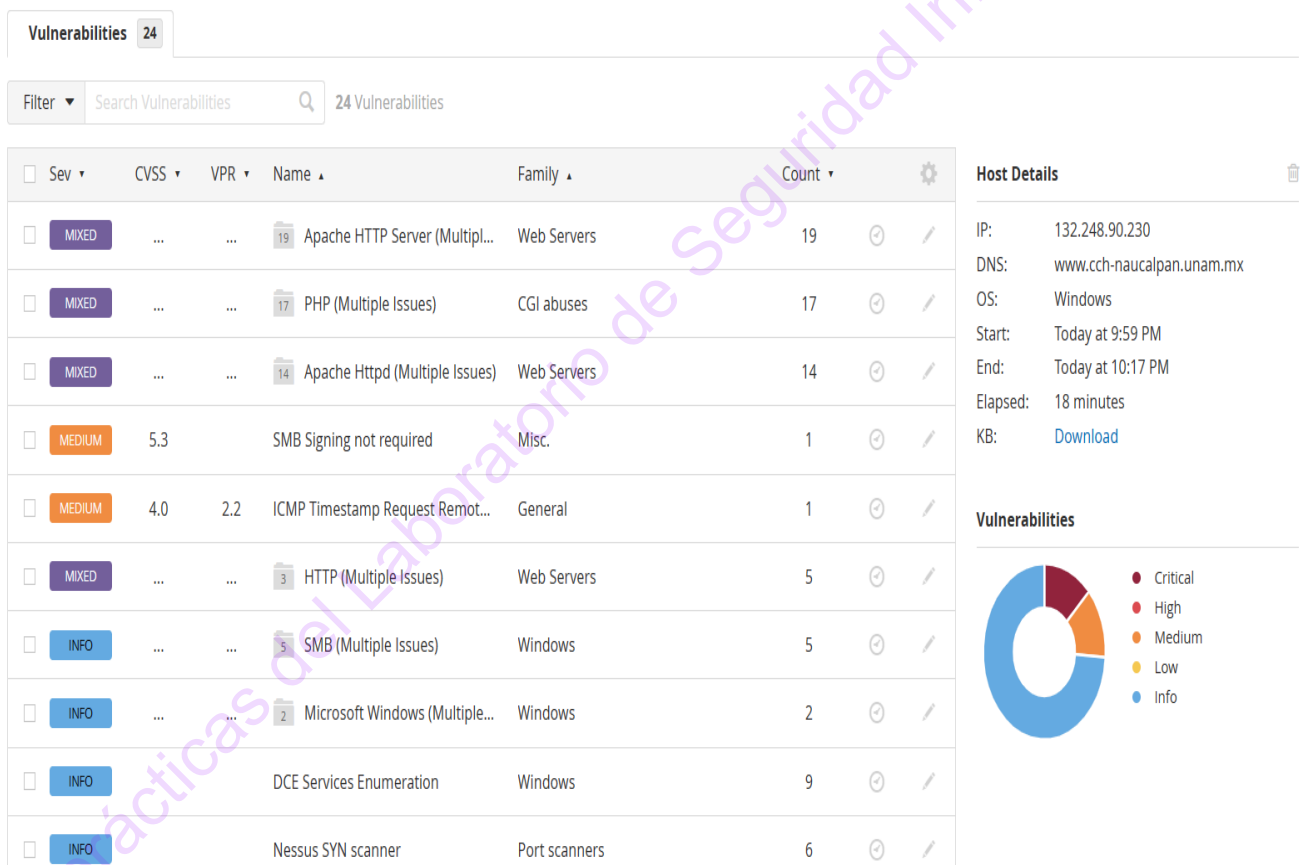 Vulnerabilities 24
Filter Search Vulnerabilities 24 Vulnerabilities
Sev CVSS VPR Name Family Count
MIXED ... ... 19 Apache HTTP Server (Multipl... Web Servers 19
MIXED ... ... 17 PHP (Multiple Issues) CGI abuses 17
MIXED ... ... 14 Apache Httpd (Multiple Issues) Web Servers 14
MEDIUM 5.3 SMB Signing not required Misc. 1
MEDIUM 4.0 2.2 ICMP Timestamp Request Remot... General 1
MIXED ... ... 3 HTTP (Multiple Issues) Web Servers 5
INFO ... ... 5 SMB (Multiple Issues) Windows 5
INFO ... ... 2 Microsoft Windows (Multiple... Windows 2
INFO DCE Services Enumeration Windows 9
INFO Nessus SYN scanner Port scanners 6
Host Details
IP: 132.248.90.230
DNS: www.cch-naucalpan.unam.mx
OS: Windows
Start: Today at 9:59 PM
End: Today at 10:17 PM
Elapsed: 18 minutes
KB: Download
Vulnerabilities
Critical
High
Medium
Low
Info
rácticas del Laboratorio de Seguridad In